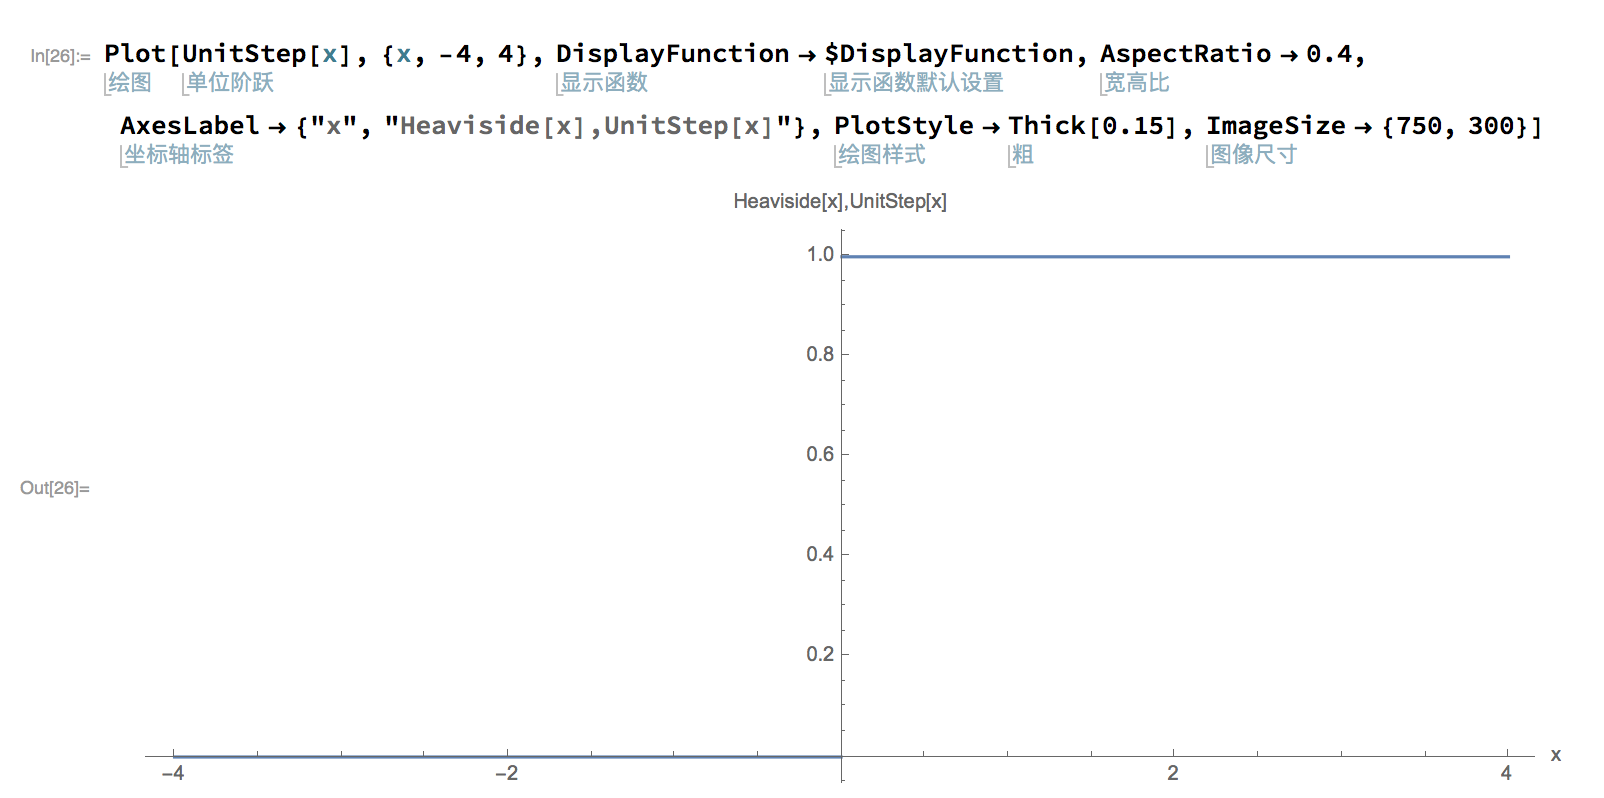 In[26]:= Plot[UnitStep[x], {x, -4, 4}, DisplayFunction → $DisplayFunction, AspectRatio → 0.4,
绘图 单位阶跃 显示函数 显示函数默认设置 宽高比
AxesLabel → {"x", "Heaviside[x],UnitStep[x]"}, PlotStyle → Thick[0.15], ImageSize → {750, 300}]
坐标轴标签 绘图样式 粗 图像尺寸
Heaviside[x],UnitStep[x]
1.0
0.8
0.6
Out[26]=
0.4
0.2
x
-4 -2 2 4